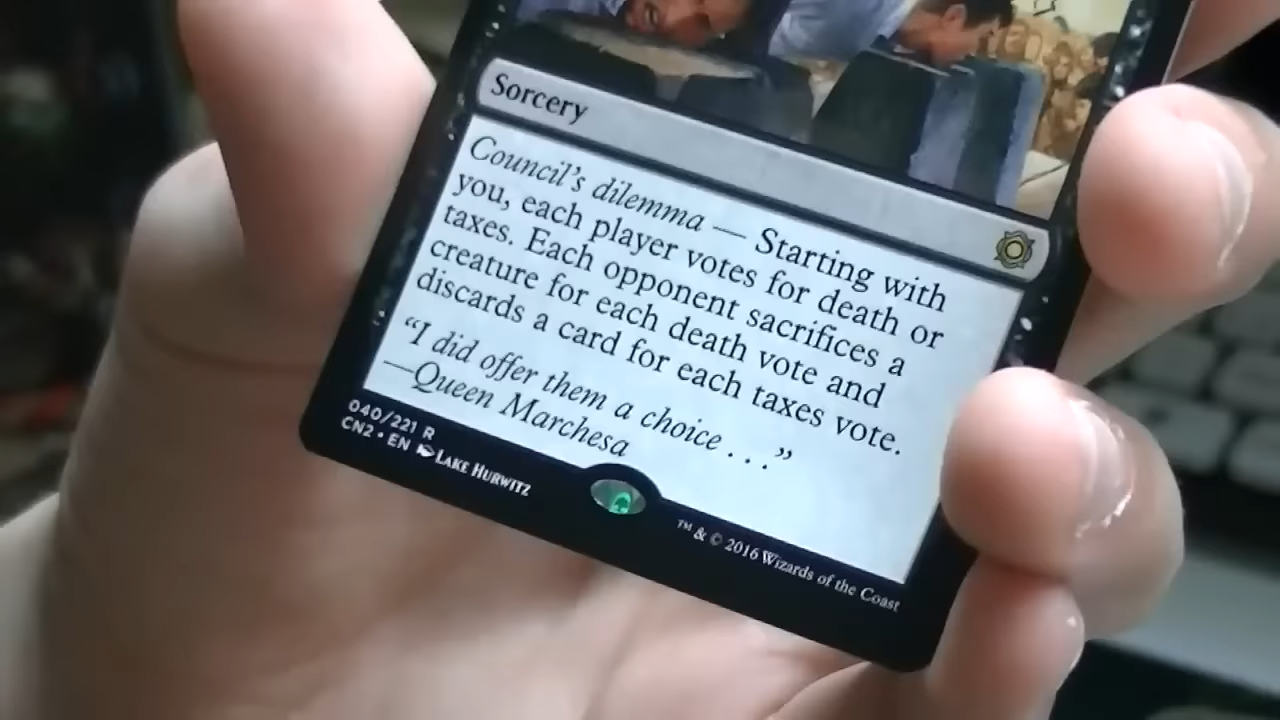 Sorcery
Council's dilemma — Starting with
you, each player votes for death or
taxes. Each opponent sacrifices a
creature for each death vote and
discards a card for each taxes vote.
“I did offer them a choice . . .”
—Queen Marchesa
040/221 R
CN2 • EN LAKE HURWITZ
™ & © 2016 Wizards of the Coast